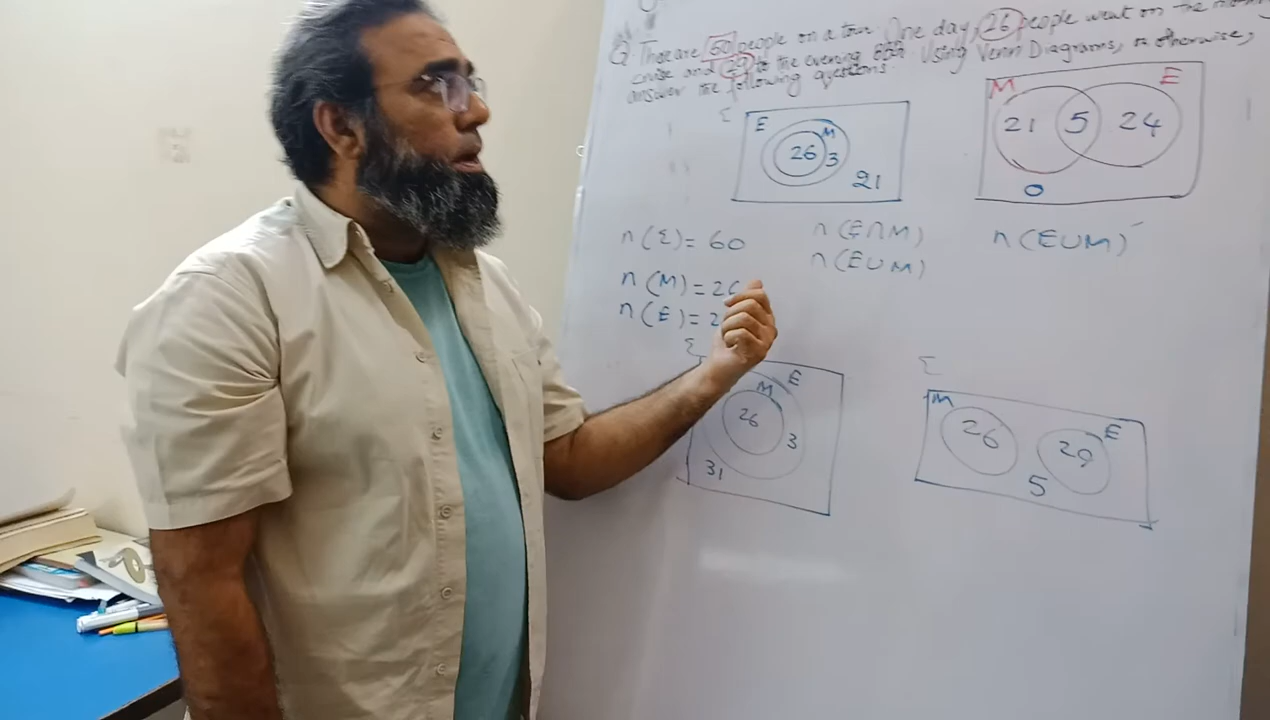 Q There are 60 people on a tour. One day, 26 people went on the
cruise and 29 to the evening BBQ. Using Venn Diagrams, or otherwise,
answer the following questions.
Σ
E
M
26
3
21
M
E
21
5
24
0
n(Σ) = 60
n(E∩M)
n(E∪M)
n(E∪M)
n(M) = 26
n(E) = 2
Σ
E
M
26
3
31
Σ
M
26
E
29
5